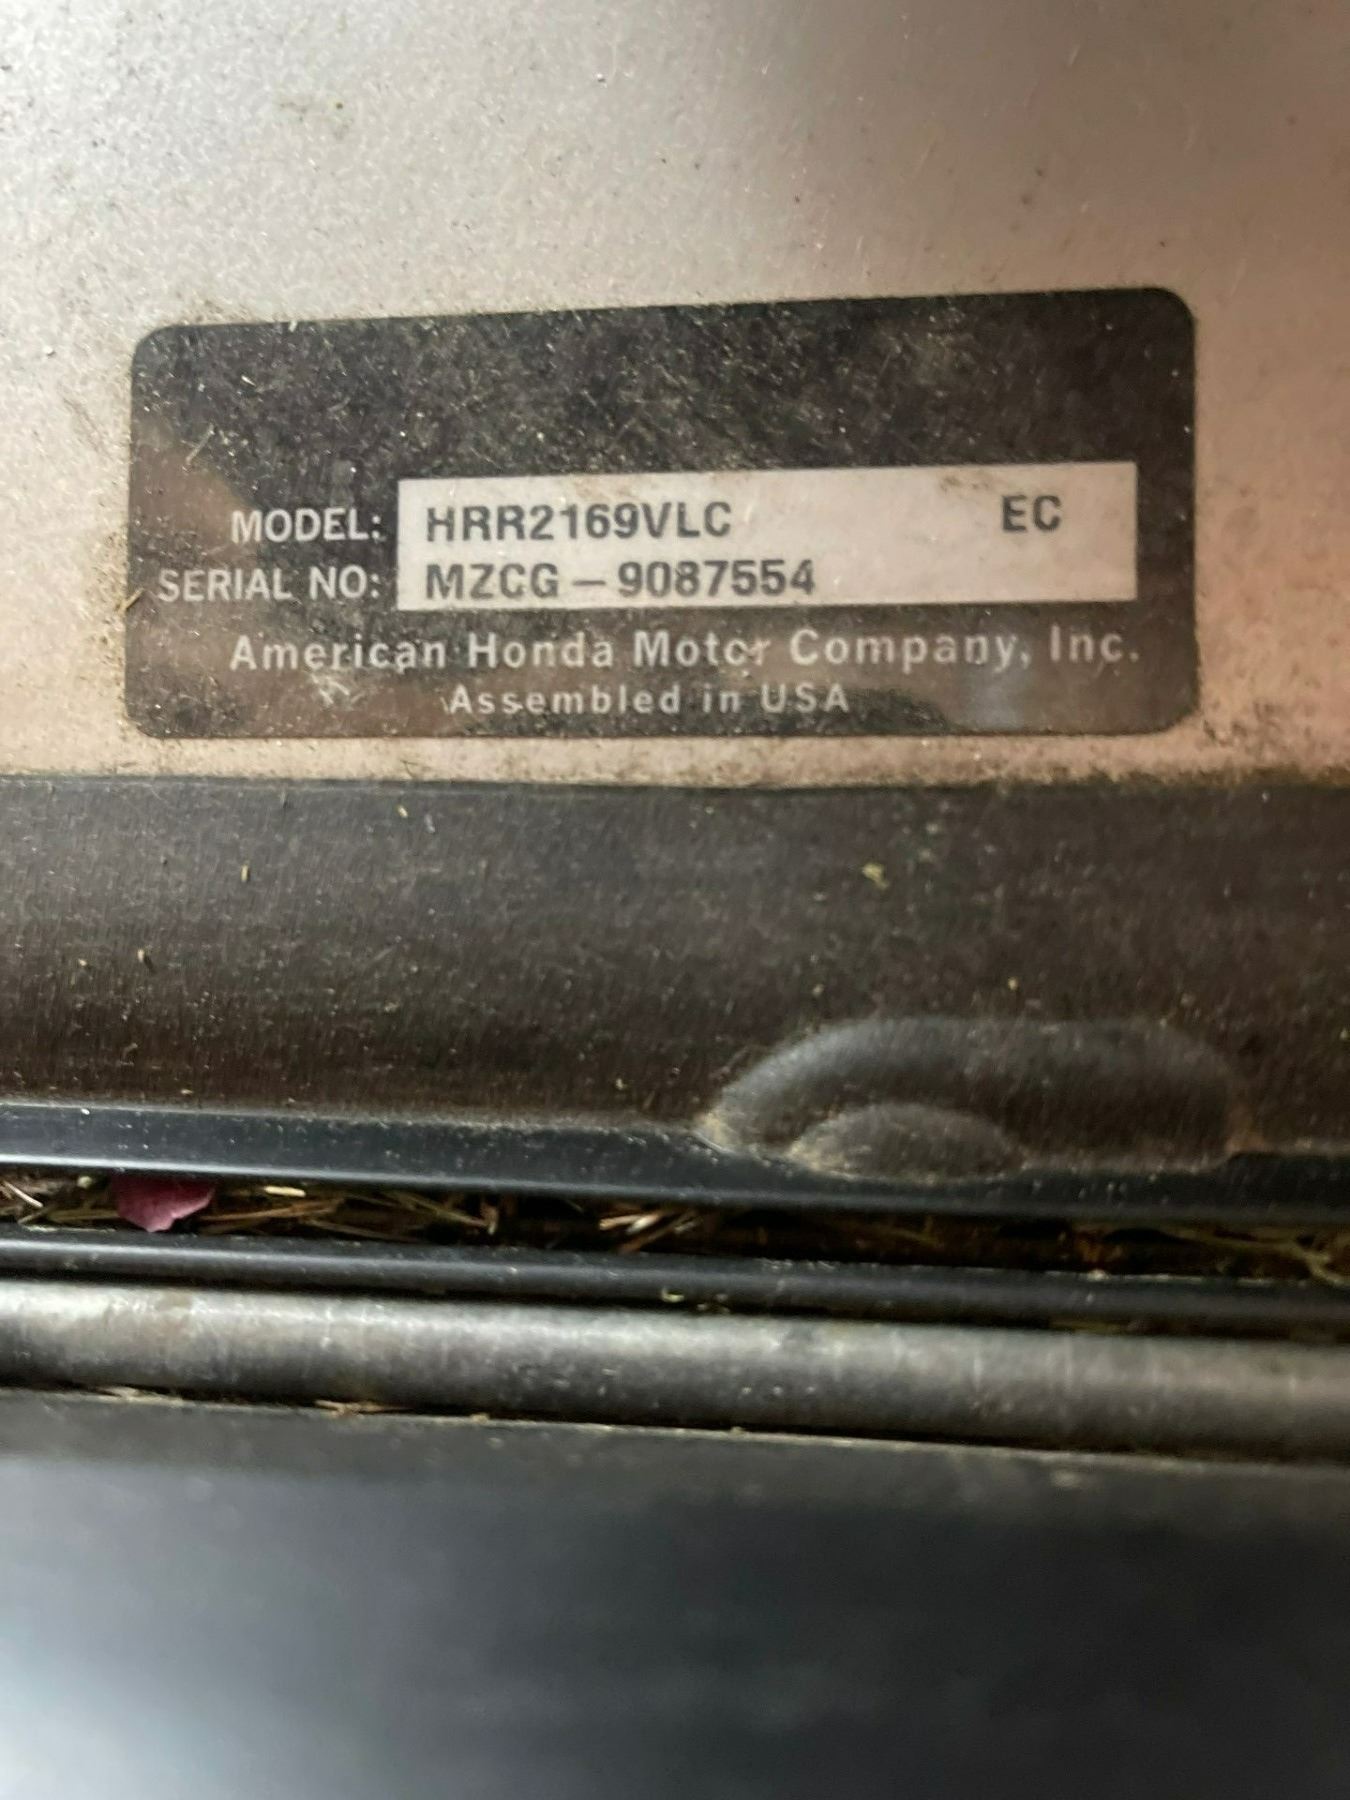 MODEL: HRR2169VLC EC
SERIAL NO: MZCG – 9087554
American Honda Motor Company, Inc.
Assembled in USA